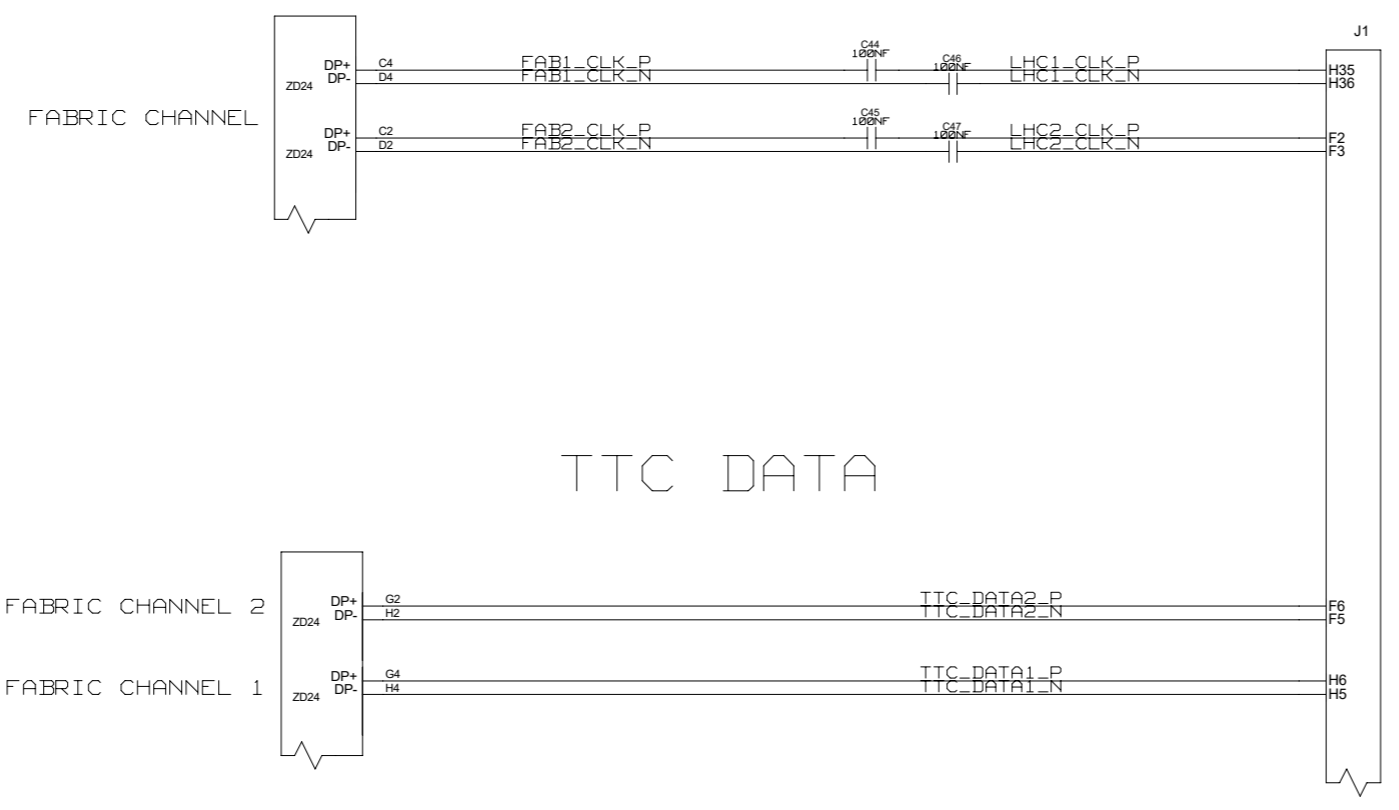 J1
C44
100NF
DP+ C4 FAB1_CLK_P C46 LHC1_CLK_P H35
100NF
DP- D4 FAB1_CLK_N LHC1_CLK_N H36
ZD24
FABRIC CHANNEL
C45
100NF
DP+ C2 FAB2_CLK_P C47 LHC2_CLK_P F2
100NF
DP- D2 FAB2_CLK_N LHC2_CLK_N F3
ZD24
TTC DATA
FABRIC CHANNEL 2 DP+ G2 TTC_DATA2_P F6
ZD24 DP- H2 TTC_DATA2_N F5
FABRIC CHANNEL 1 DP+ G4 TTC_DATA1_P H6
ZD24 DP- H4 TTC_DATA1_N H5